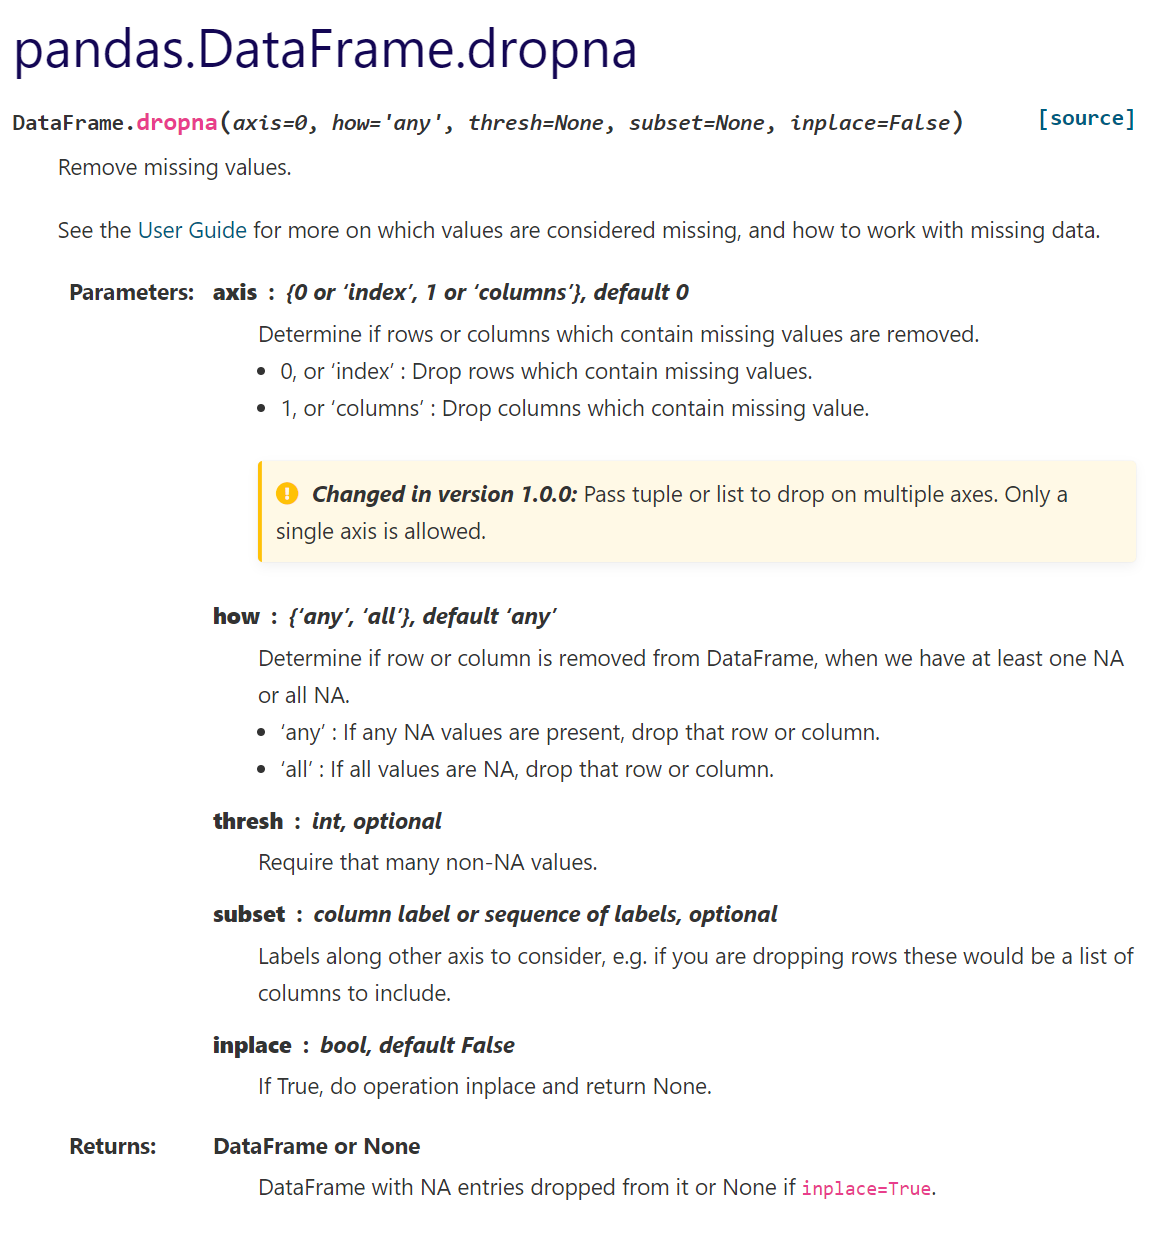 pandas.DataFrame.dropna
DataFrame.dropna(axis=0, how='any', thresh=None, subset=None, inplace=False) [source]
Remove missing values.
See the User Guide for more on which values are considered missing, and how to work with missing data.
Parameters: axis : {0 or ‘index’, 1 or ‘columns’}, default 0
Determine if rows or columns which contain missing values are removed.
• 0, or ‘index’ : Drop rows which contain missing values.
• 1, or ‘columns’ : Drop columns which contain missing value.
Changed in version 1.0.0: Pass tuple or list to drop on multiple axes. Only a
single axis is allowed.
how : {‘any’, ‘all’}, default ‘any’
Determine if row or column is removed from DataFrame, when we have at least one NA
or all NA.
• ‘any’ : If any NA values are present, drop that row or column.
• ‘all’ : If all values are NA, drop that row or column.
thresh : int, optional
Require that many non-NA values.
subset : column label or sequence of labels, optional
Labels along other axis to consider, e.g. if you are dropping rows these would be a list of
columns to include.
inplace : bool, default False
If True, do operation inplace and return None.
Returns: DataFrame or None
DataFrame with NA entries dropped from it or None if inplace=True.